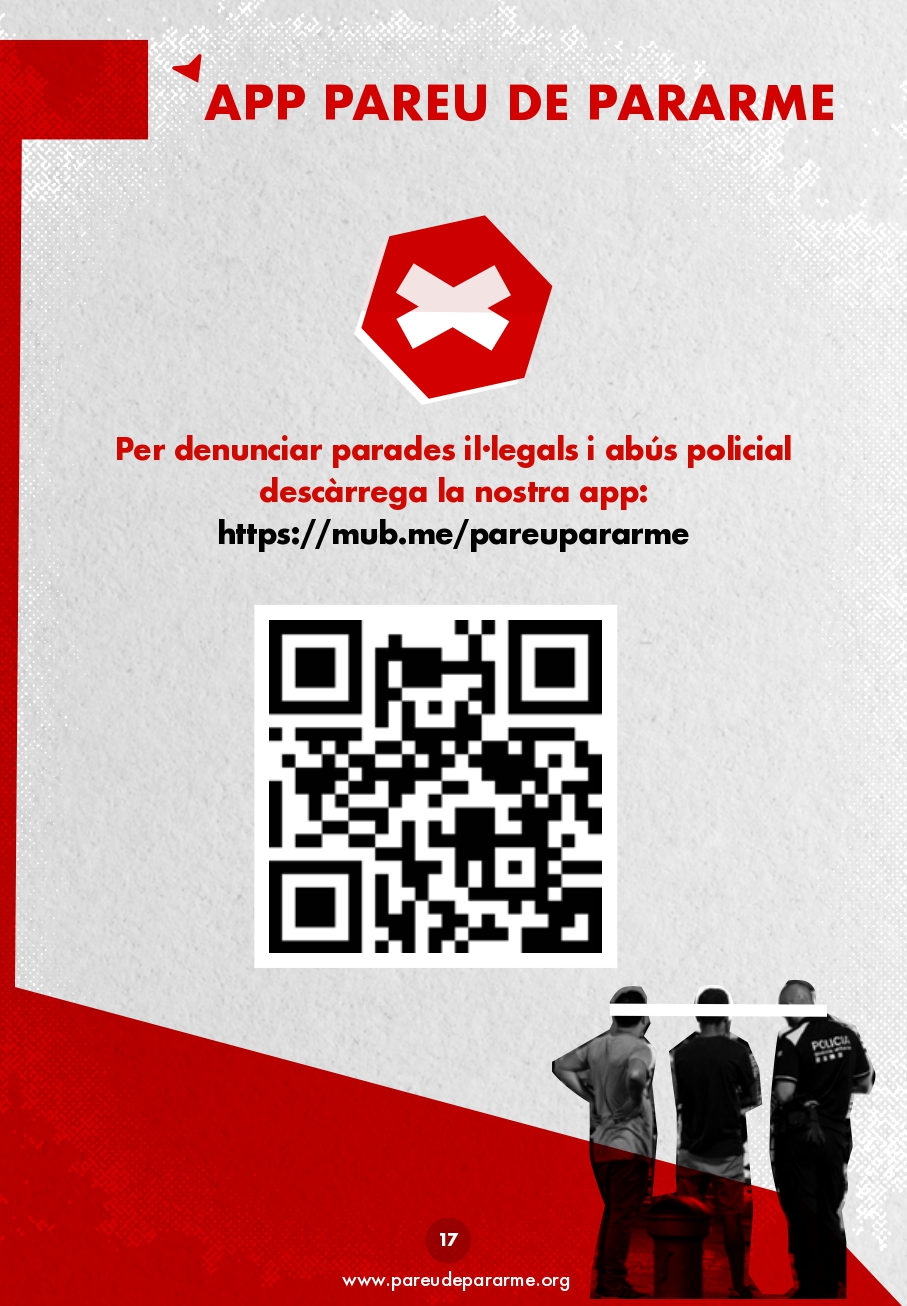 APP PAREU DE PARARME
Per denunciar parades il·legals i abús policial
descàrrega la nostra app:
https://mub.me/pareupararme
POLICIA
17
www.pareudepararme.org